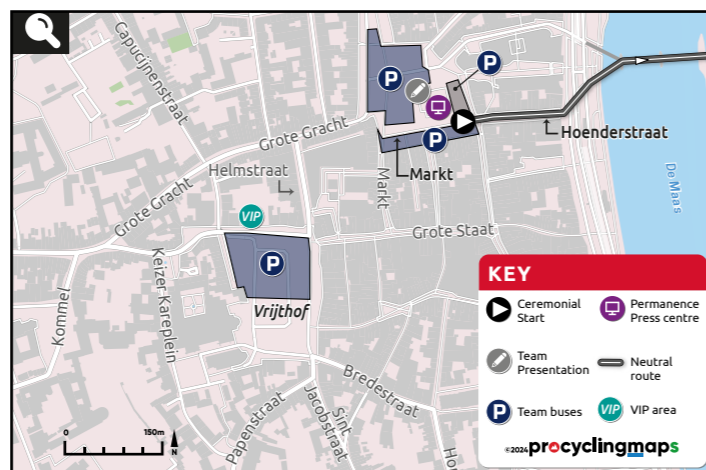 Capucijnenstraat
P
P
Grote Gracht
Helmstraat
Markt
P
Markt
Hoenderstraat
De Maas
Grote Gracht
VIP
Grote Staat
P
Vrijthof
Keizer Kareplein
Kommel
Papenstraat
Sint
Jacobstraat
Bredestraat
Ho
0
150m
N
KEY
Ceremonial
Start
Permanence
Press centre
Team
Presentation
Neutral
route
P
Team buses
VIP
VIP area
©2024 procyclingmaps